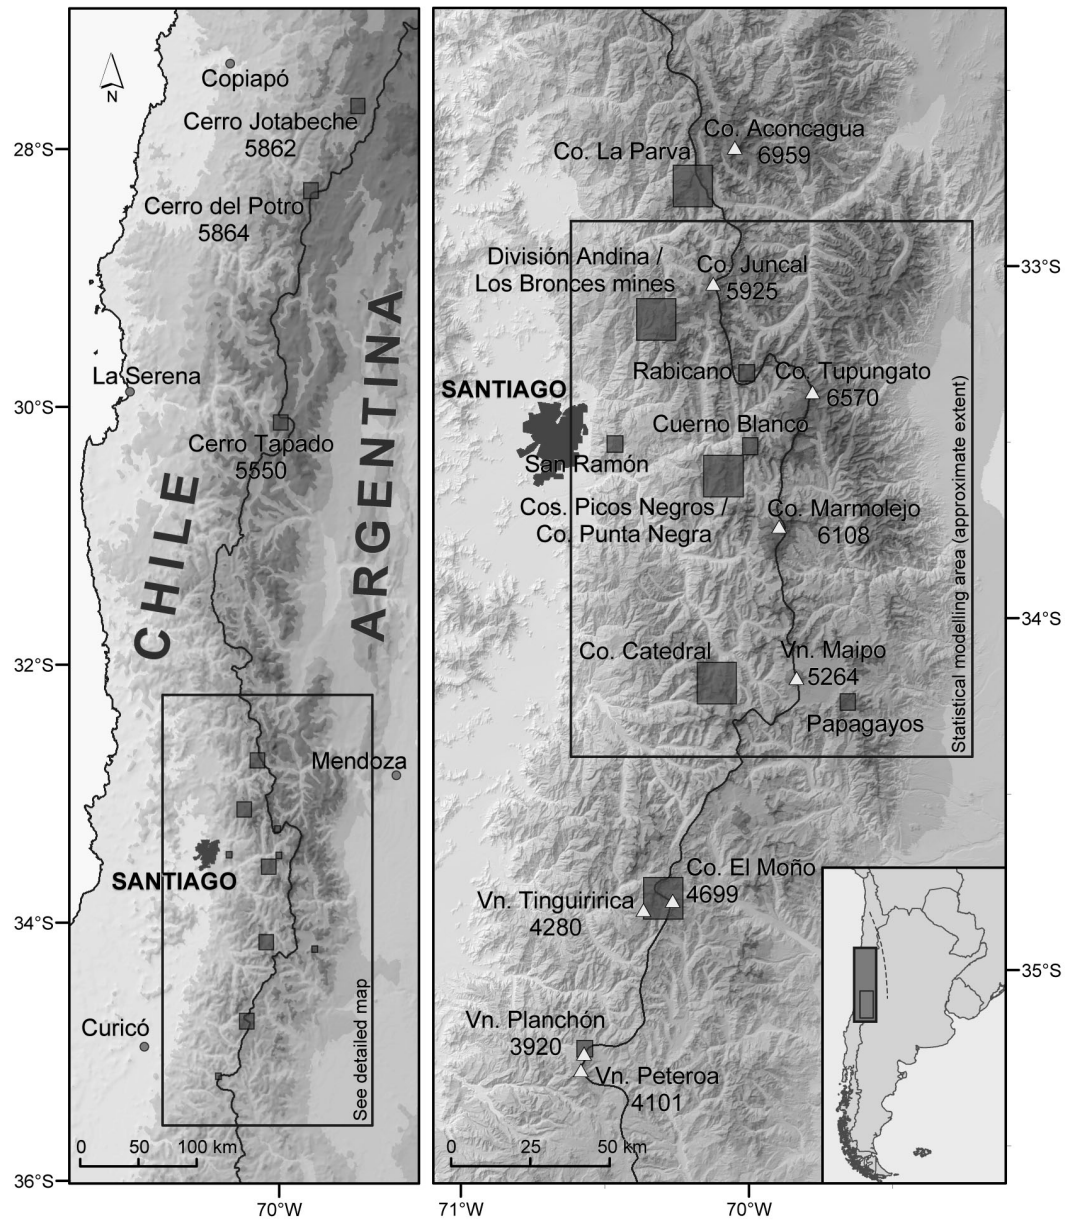 N
Copiapó
Cerro Jotabeche
5862
28°S
Cerro del Potro
5864
La Serena
30°S
Cerro Tapado
5550
CHILE
ARGENTINA
32°S
Mendoza
SANTIAGO
34°S
Curicó
See detailed map
0 50 100 km
36°S
70°W
Co. Aconcagua
6959
Co. La Parva
33°S
División Andina /
Los Bronces mines
Co. Juncal
5925
Rabicano
Co. Tupungato
6570
SANTIAGO
Cuerno Blanco
San Ramón
Cos. Picos Negros /
Co. Punta Negra
Co. Marmolejo
6108
Statistical modelling area (approximate extent)
34°S
Co. Catedral
Vn. Maipo
5264
Papagayos
Co. El Moño
4699
Vn. Tinguiririca
4280
35°S
Vn. Planchón
3920
Vn. Peteroa
4101
0 25 50 km
71°W
70°W